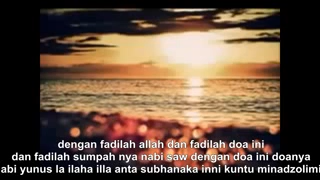 dengan fadilah allah dan fadilah doa ini
dan fadilah sumpah nya nabi saw dengan doa ini doanya
abi yunus la ilaha illa anta subhanaka inni kuntu minadzolimi